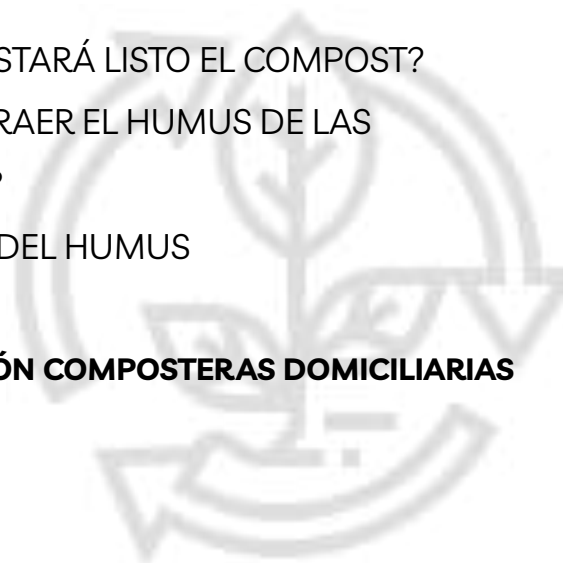 STARÁ LISTO EL COMPOST?
RAER EL HUMUS DE LAS
?
DEL HUMUS
ÓN COMPOSTERAS DOMICILIARIAS